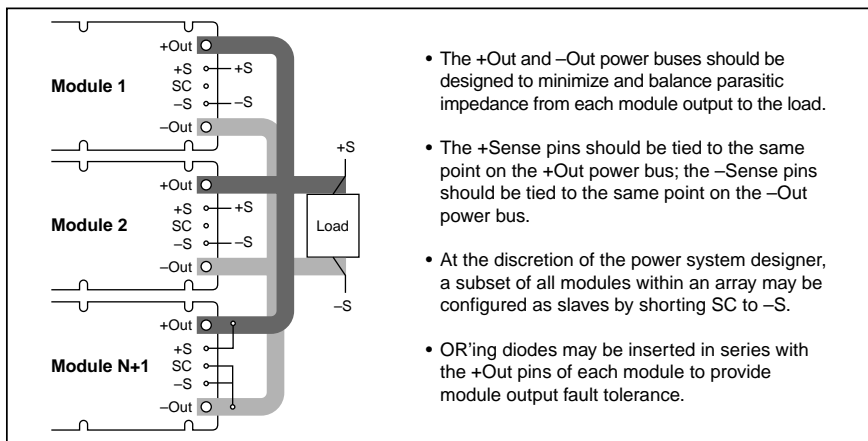 +Out
+S +S
Module 1 SC
–S –S
–Out
+Out
+S +S
Module 2 SC
–S –S
–Out
+Out
+S
Module N+1 SC
–S
–Out
+S
Load
–S
• The +Out and –Out power buses should be
designed to minimize and balance parasitic
impedance from each module output to the load.
• The +Sense pins should be tied to the same
point on the +Out power bus; the –Sense pins
should be tied to the same point on the –Out
power bus.
• At the discretion of the power system designer,
a subset of all modules within an array may be
configured as slaves by shorting SC to –S.
• OR'ing diodes may be inserted in series with
the +Out pins of each module to provide
module output fault tolerance.